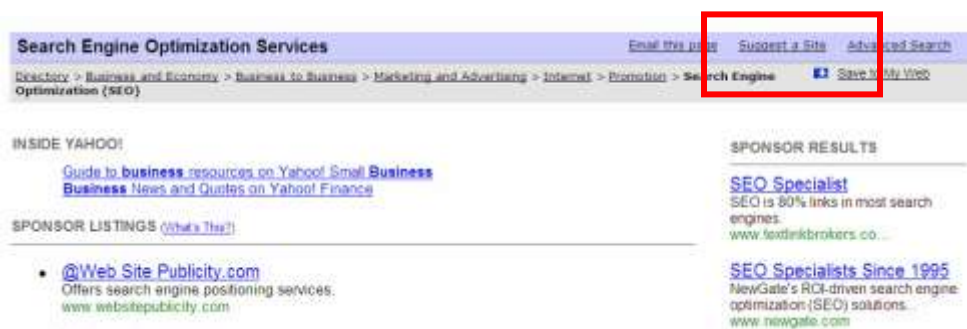 Search Engine Optimization Services
Email this page Suggest a Site Advanced Search
Directory > Business and Economy > Business to Business > Marketing and Advertising > Internet > Promotion > Search Engine
Optimization (SEO)
Save to My Web
INSIDE YAHOO!
Guide to business resources on Yahoo! Small Business
Business News and Quotes on Yahoo! Finance
SPONSOR LISTINGS (What's This?)
• @Web Site Publicity.com
Offers search engine positioning services.
www.websitepublicity.com
SPONSOR RESULTS
SEO Specialist
SEO is 80% links in most search
engines.
www.textlinkbrokers.co...
SEO Specialists Since 1995
NewGate's ROI-driven search engine
optimization (SEO) solutions.
www.newgate.com